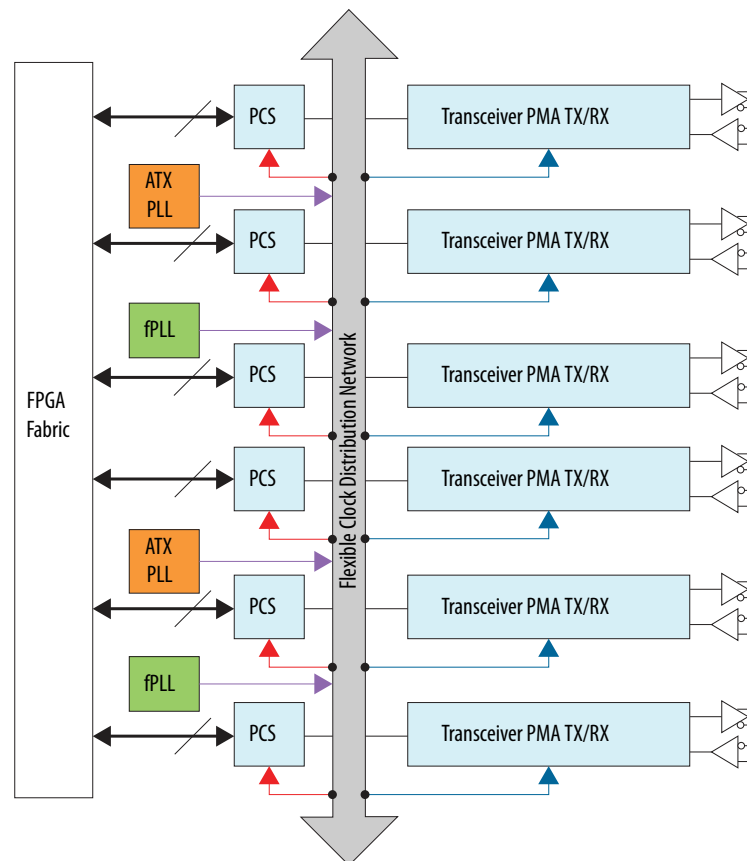 PCS
Transceiver PMA TX/RX
ATX
PLL
PCS
Transceiver PMA TX/RX
fPLL
PCS
Transceiver PMA TX/RX
FPGA
Fabric
Flexible Clock Distribution Network
PCS
Transceiver PMA TX/RX
ATX
PLL
PCS
Transceiver PMA TX/RX
fPLL
PCS
Transceiver PMA TX/RX